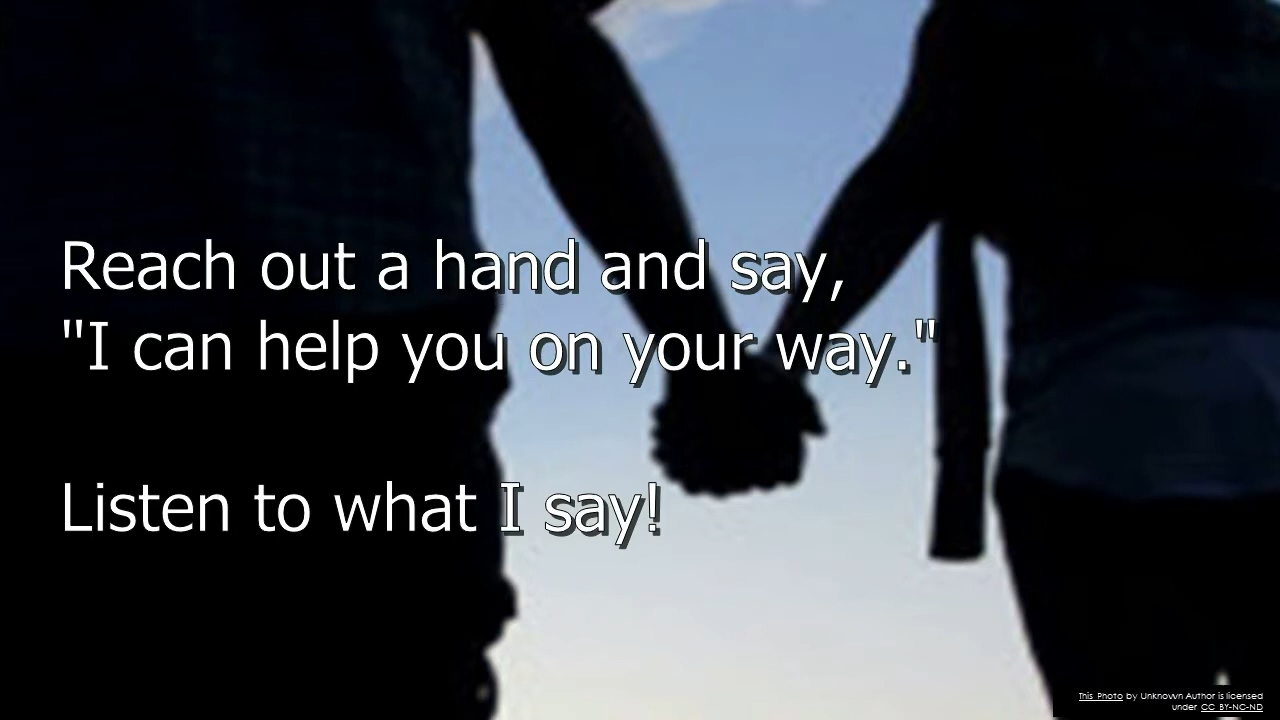 Reach out a hand and say,
"I can help you on your way."
Listen to what I say!
This Photo by Unknown Author is licensed
under CC BY-NC-ND